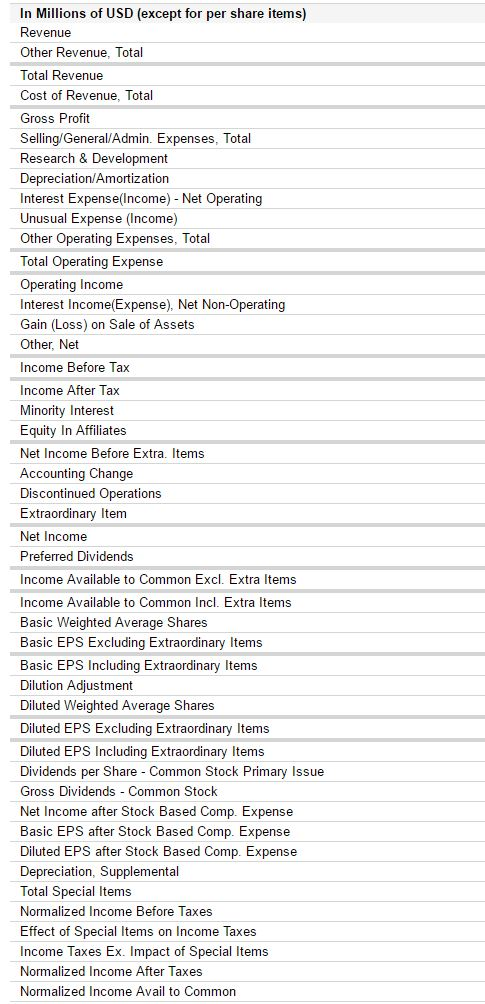 In Millions of USD (except for per share items)
Revenue
Other Revenue, Total
Total Revenue
Cost of Revenue, Total
Gross Profit
Selling/General/Admin. Expenses, Total
Research & Development
Depreciation/Amortization
Interest Expense(Income) - Net Operating
Unusual Expense (Income)
Other Operating Expenses, Total
Total Operating Expense
Operating Income
Interest Income(Expense), Net Non-Operating
Gain (Loss) on Sale of Assets
Other, Net
Income Before Tax
Income After Tax
Minority Interest
Equity In Affiliates
Net Income Before Extra. Items
Accounting Change
Discontinued Operations
Extraordinary Item
Net Income
Preferred Dividends
Income Available to Common Excl. Extra Items
Income Available to Common Incl. Extra Items
Basic Weighted Average Shares
Basic EPS Excluding Extraordinary Items
Basic EPS Including Extraordinary Items
Dilution Adjustment
Diluted Weighted Average Shares
Diluted EPS Excluding Extraordinary Items
Diluted EPS Including Extraordinary Items
Dividends per Share - Common Stock Primary Issue
Gross Dividends - Common Stock
Net Income after Stock Based Comp. Expense
Basic EPS after Stock Based Comp. Expense
Diluted EPS after Stock Based Comp. Expense
Depreciation, Supplemental
Total Special Items
Normalized Income Before Taxes
Effect of Special Items on Income Taxes
Income Taxes Ex. Impact of Special Items
Normalized Income After Taxes
Normalized Income Avail to Common